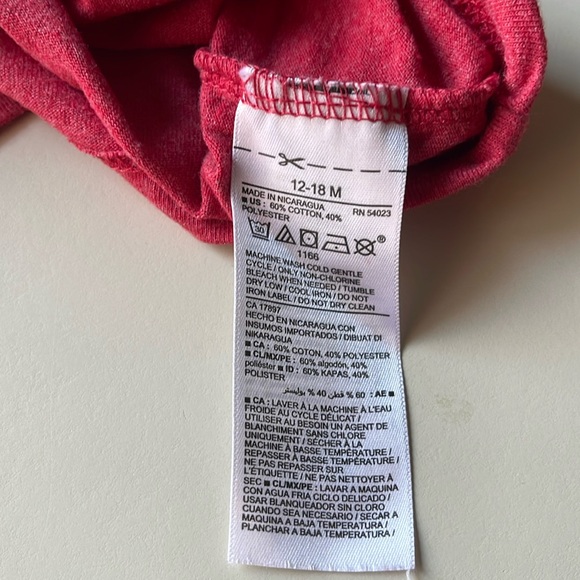 12-18 M
MADE IN NICARAGUA
■ US : 60% COTTON, 40% RN 54023
POLYESTER
30 ®
1166
MACHINE WASH COLD GENTLE
CYCLE / ONLY NON-CHLORINE
BLEACH WHEN NEEDED / TUMBLE
DRY LOW / COOL IRON / DO NOT
IRON LABEL / DO NOT DRY CLEAN
CA 17897
HECHO EN NICARAGUA CON
INSUMOS IMPORTADOS / DIBUAT DI
NIKARAGUA
■ CA : 60% COTON, 40% POLYESTER
■ CL/MX/PE : 60% algodón, 40%
poliéster ■ ID : 60% KAPAS, 40%
POLISTER
■ AE : 60 % قطن 40 % بوليستر
■ CA : LAVER À LA MACHINE À L'EAU
FROIDE AU CYCLE DÉLICAT /
UTILISER AU BESOIN UN AGENT DE
BLANCHIMENT SANS CHLORE
UNIQUEMENT / SÉCHER À LA
MACHINE À BASSE TEMPÉRATURE /
REPASSER À BASSE TEMPÉRATURE /
NE PAS REPASSER SUR
L'ÉTIQUETTE / NE PAS NETTOYER À
SEC ■ CL/MX/PE : LAVAR A MAQUINA
CON AGUA FRIA CICLO DELICADO /
USAR BLANQUEADOR SIN CLORO
CUANDO SEA NECESARIO / SECAR A
MAQUINA A BAJA TEMPERATURA /
PLANCHAR A BAJA TEMPERATURA /